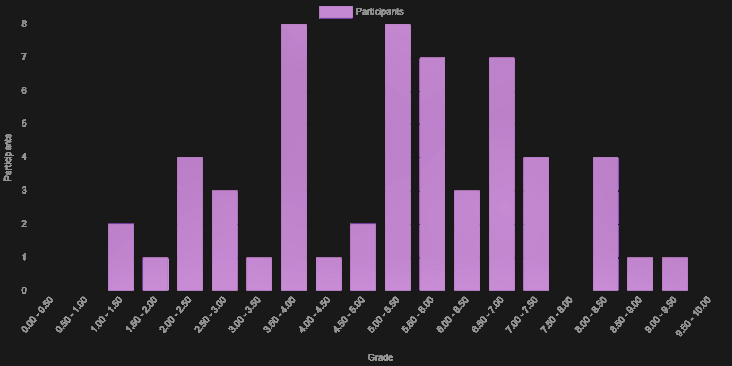 Participants
8
7
6
5
4
3
2
1
0
Participants
0.00 - 0.50
0.50 - 1.00
1.00 - 1.50
1.50 - 2.00
2.00 - 2.50
2.50 - 3.00
3.00 - 3.50
3.50 - 4.00
4.00 - 4.50
4.50 - 5.00
5.00 - 5.50
5.50 - 6.00
6.00 - 6.50
6.50 - 7.00
7.00 - 7.50
7.50 - 8.00
8.00 - 8.50
8.50 - 9.00
9.00 - 9.50
9.50 - 10.00
Grade